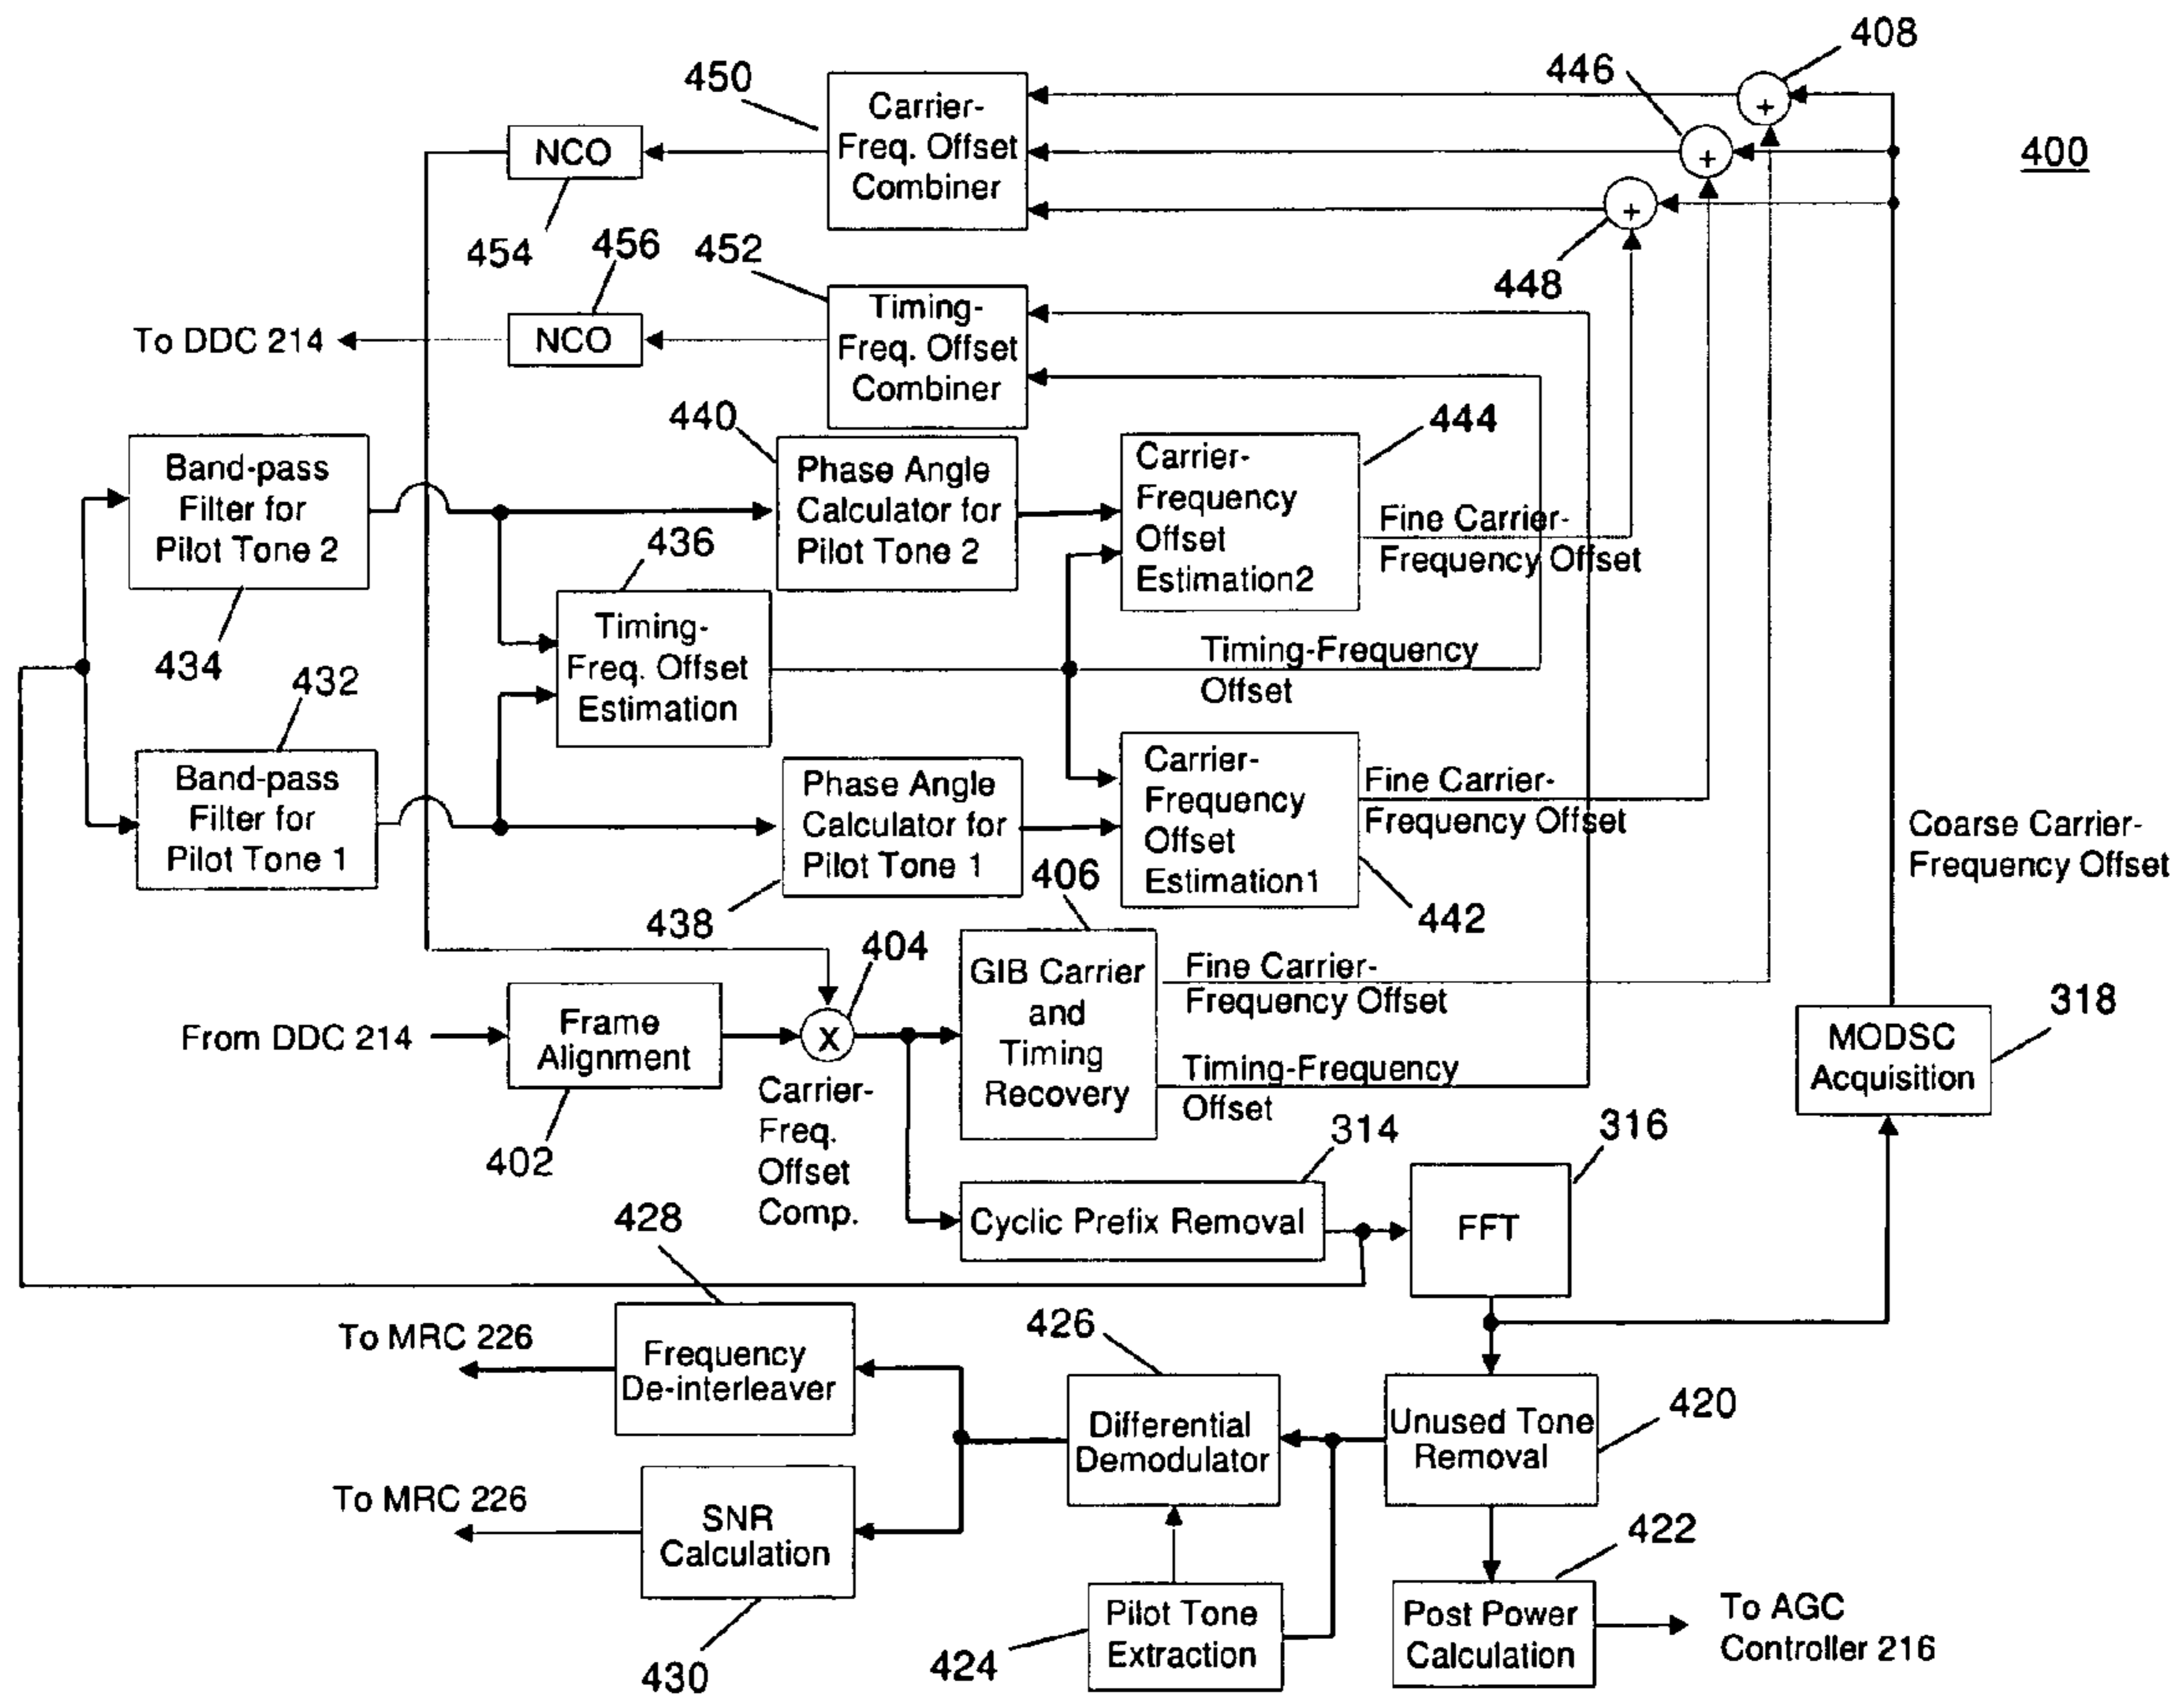 408
446
450
Carrier-
Freq. Offset
Combiner
+
+
+
400
NCO
454
456
452
448
Timing-
Freq. Offset
Combiner
To DDC 214
NCO
440
444
Band-pass
Filter for
Pilot Tone 2
Phase Angle
Calculator for
Pilot Tone 2
Carrier-
Frequency
Offset
Estimation2
Fine Carrier-
Frequency Offset
436
434
Timing-
Freq. Offset
Estimation
Timing-Frequency
Offset
432
Band-pass
Filter for
Pilot Tone 1
Phase Angle
Calculator for
Pilot Tone 1
Carrier-
Frequency
Offset
Estimation1
Fine Carrier-
Frequency Offset
Coarse Carrier-
Frequency Offset
406
438
404
442
From DDC 214
Frame
Alignment
X
GIB Carrier
and
Timing
Recovery
Fine Carrier-
Frequency Offset
Timing-Frequency
Offset
318
MODSC
Acquisition
402
Carrier-
Freq.
Offset
Comp.
314
316
Cyclic Prefix Removal
FFT
428
426
To MRC 226
Frequency
De-interleaver
Differential
Demodulator
Unused Tone
Removal
420
To MRC 226
SNR
Calculation
422
430
424
Pilot Tone
Extraction
Post Power
Calculation
To AGC
Controller 216